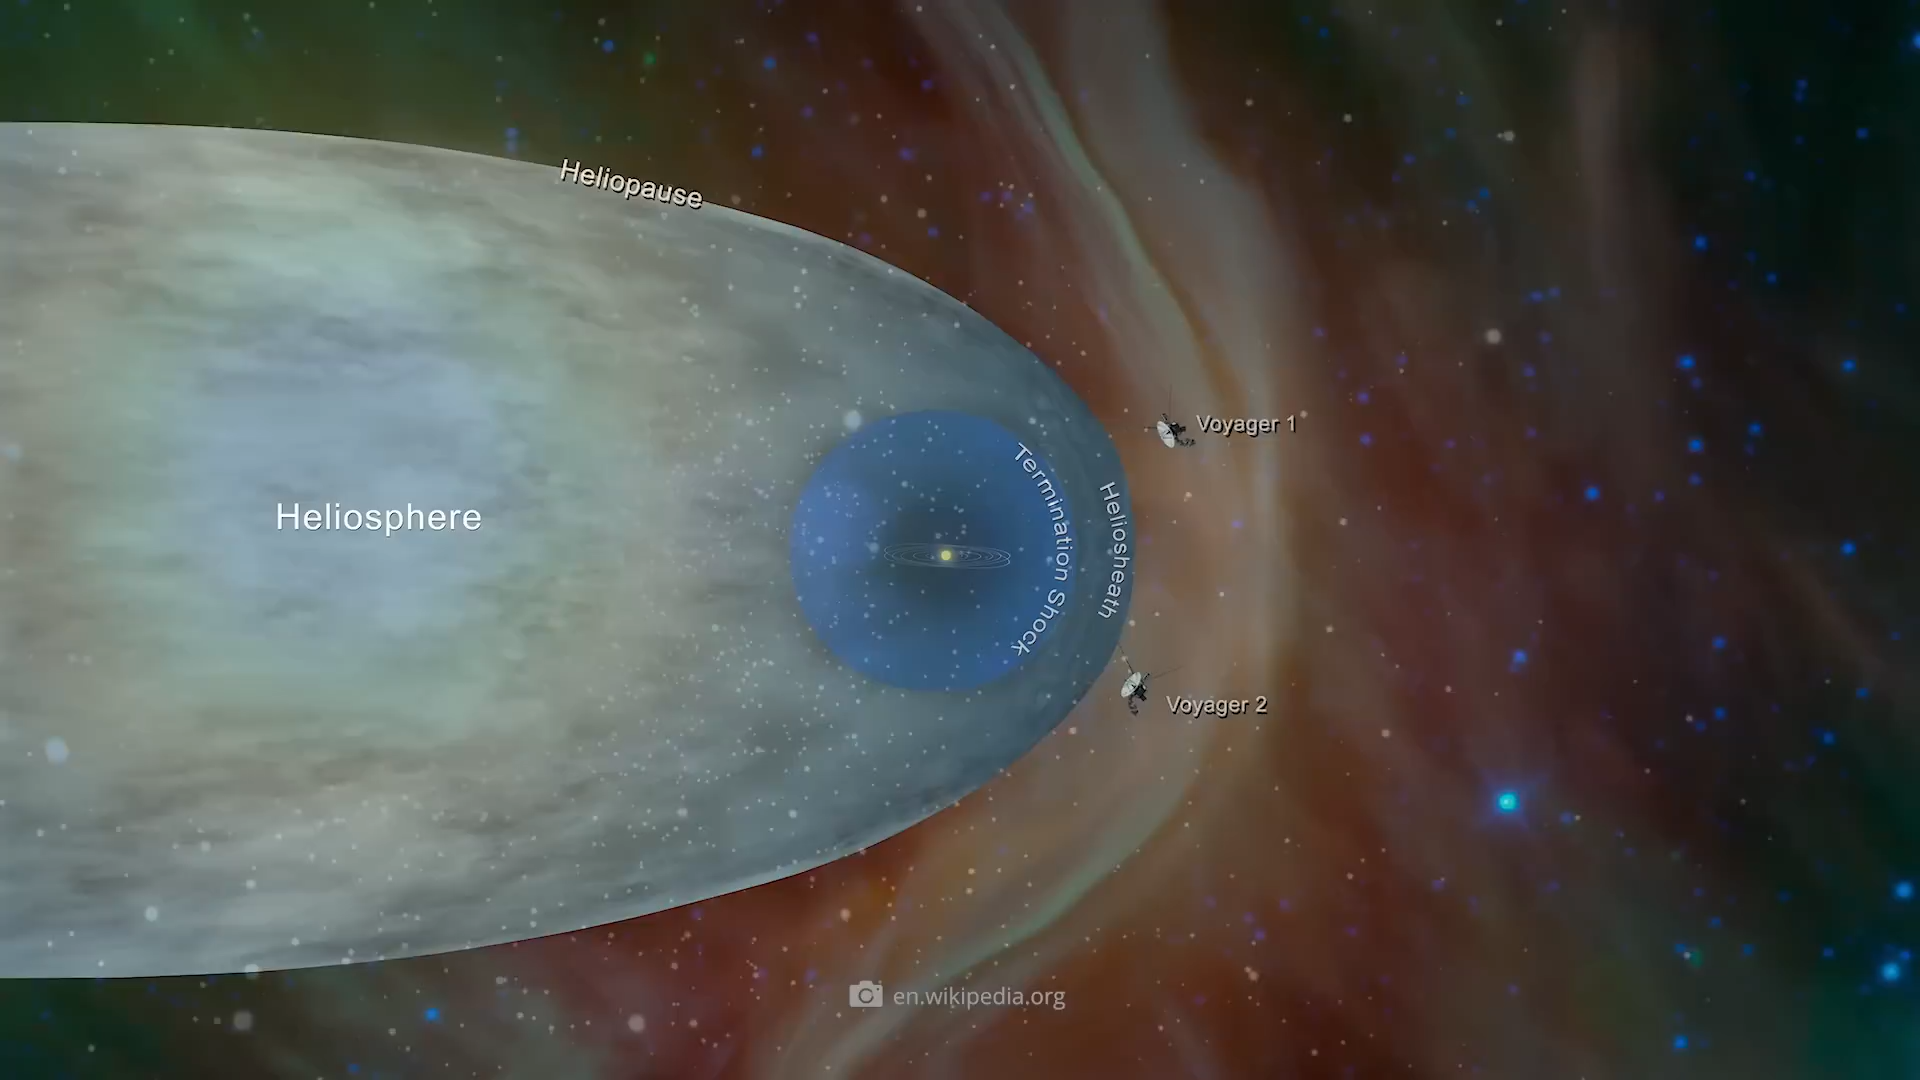 Heliopause
Voyager 1
Termination Shock
Heliosheath
Heliosphere
Voyager 2
en.wikipedia.org